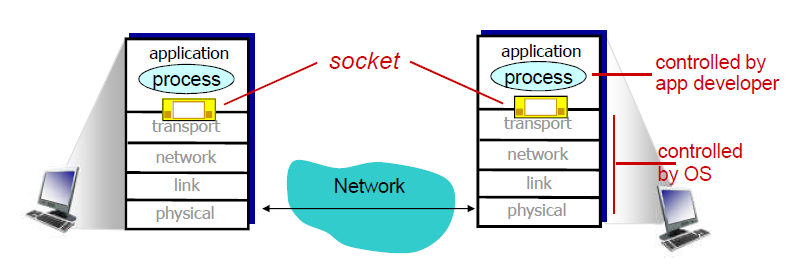 application
process
transport
network
link
physical
socket
Network
application
process
transport
network
link
physical
controlled by
app developer
controlled
by OS